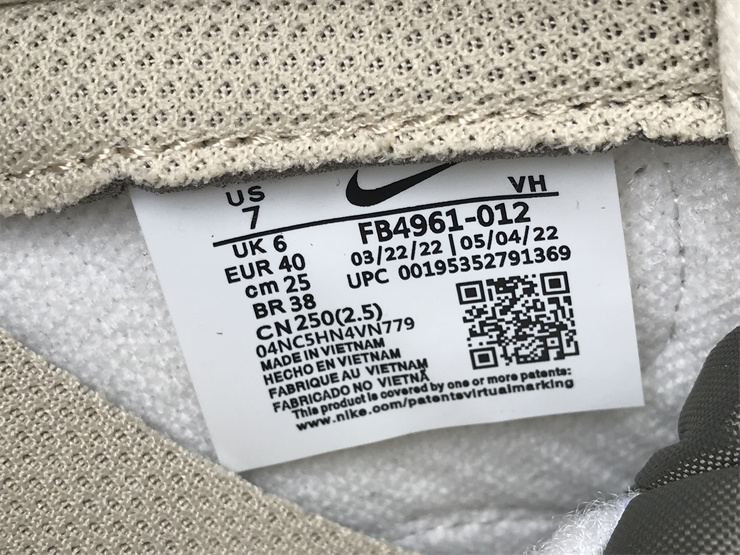 US
7
VH
UK 6
EUR 40
cm 25
BR 38
CN 250(2.5)
FB4961-012
03/22/22 | 05/04/22
UPC 00195352791369
04NC5HN4VN779
MADE IN VIETNAM
HECHO EN VIETNAM
FABRIQUE AU VIETNAM
FABRICADO NO VIETNÃ
This product is covered by one or more patents:
www.nike.com/patentsvirtualmarking